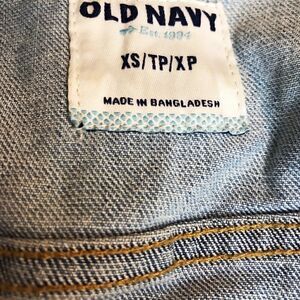 OLD NAVY
Est. 1994
XS/TP/XP
MADE IN BANGLADESH